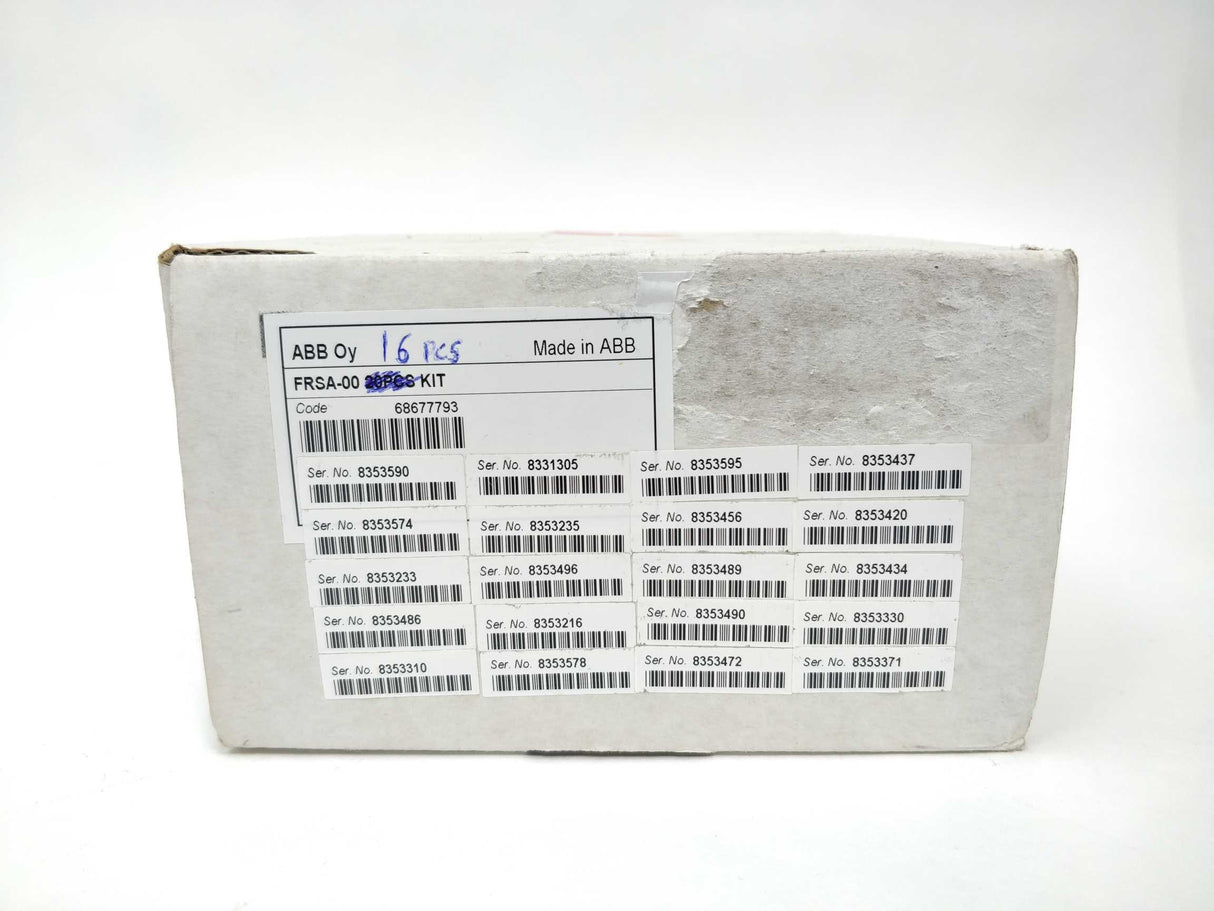 ABB Oy 16 PCS Made in ABB
FRSA-00 20PCS KIT
Code 68677793
Ser. No. 8353590 Ser. No. 8331305 Ser. No. 8353595 Ser. No. 8353437
Ser. No. 8353574 Ser. No. 8353235 Ser. No. 8353456 Ser. No. 8353420
Ser. No. 8353233 Ser. No. 8353496 Ser. No. 8353489 Ser. No. 8353434
Ser. No. 8353486 Ser. No. 8353216 Ser. No. 8353490 Ser. No. 8353330
Ser. No. 8353310 Ser. No. 8353578 Ser. No. 8353472 Ser. No. 8353371